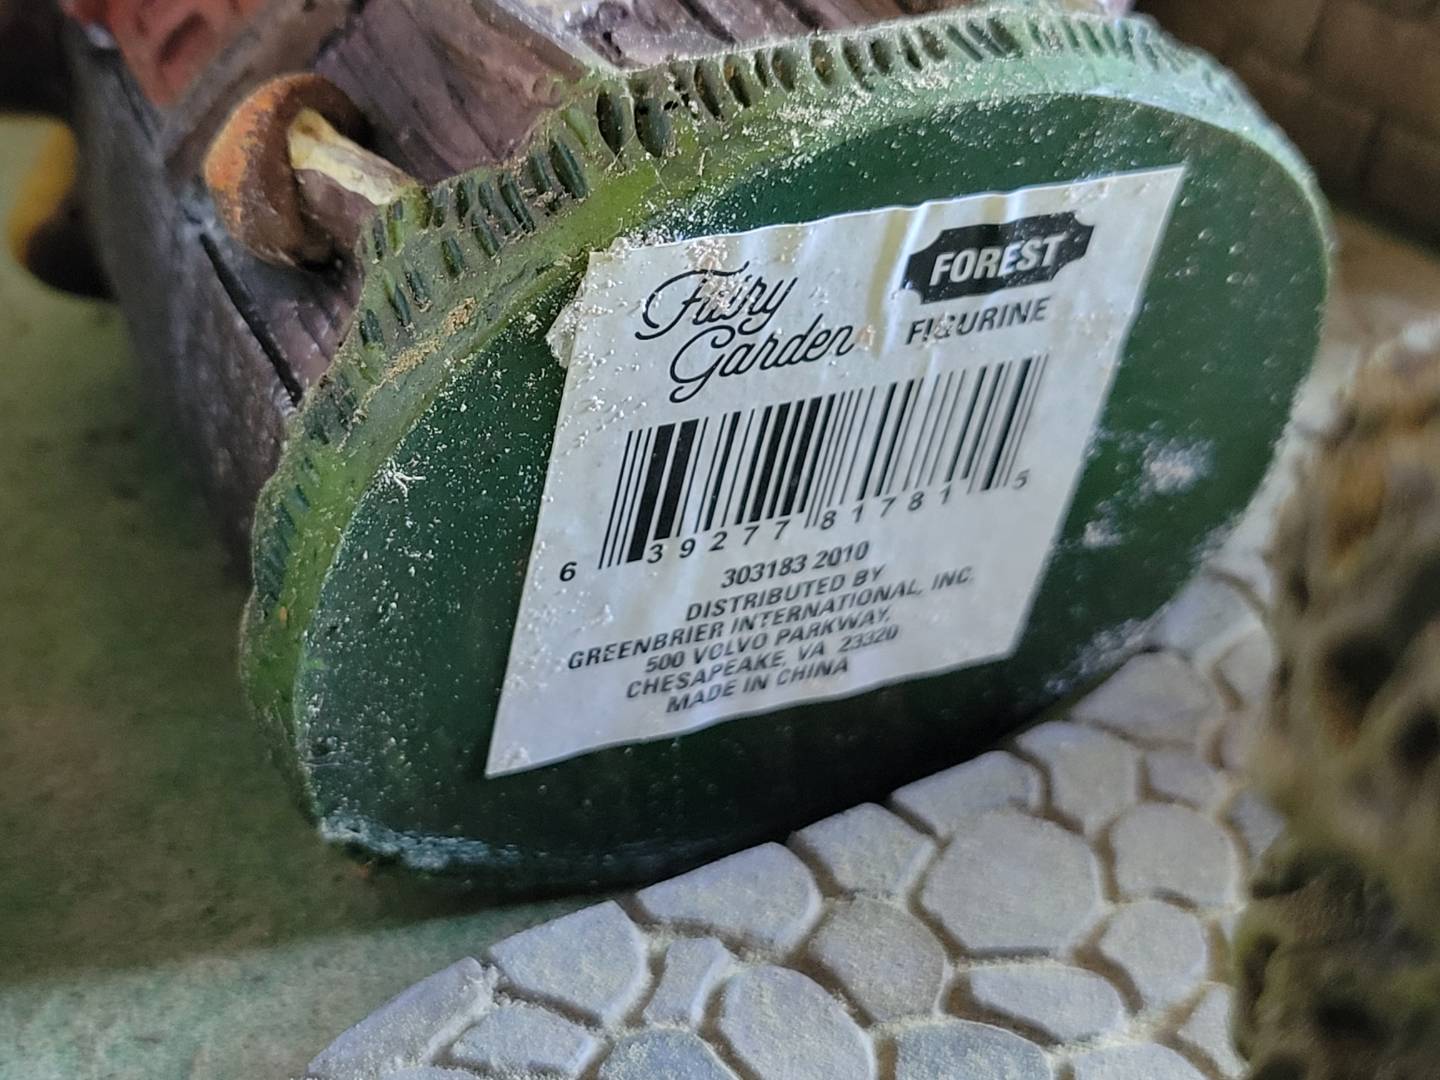 Fairy
Garden
FOREST
FIGURINE
6 39277 81781 5
303183 2010
DISTRIBUTED BY
GREENBRIER INTERNATIONAL, INC.
500 VOLVO PARKWAY,
CHESAPEAKE, VA 23320
MADE IN CHINA